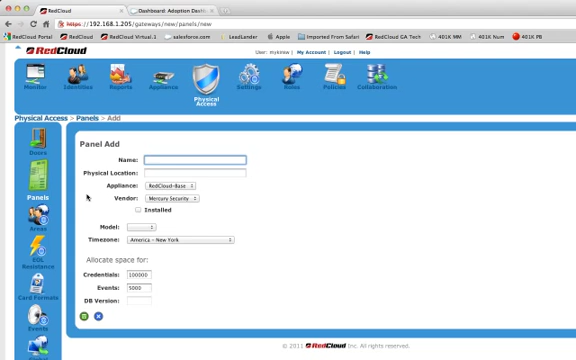 RedCloud
Dashboard: Adoption Dashb
https://192.168.1.205/gateways/new/panels/new
RedCloud Portal
RedCloud Virtual:1
salesforce.com
LeadLander
Apple
Imported From Safari
RedCloud GA Tech
401K MM
401K Num
401K PB
RedCloud
User:
My Account
Logout
Help
Monitor
Identities
Reports
Appliance
Physical Access
Settings
Roles
Policies
Collaboration
Physical Access > Panels > Add
Doors
Panels
Areas
EOL Resistance
Card Formats
Events
Panel Add
Name:
Physical Location:
Appliance: RedCloud-Base
Vendor: Mercury Security
Installed
Model:
Timezone: America - New York
Allocate space for:
Credentials: 100000
Events: 5000
DB Version:
© 2011 RedCloud Inc. All rights reserved.